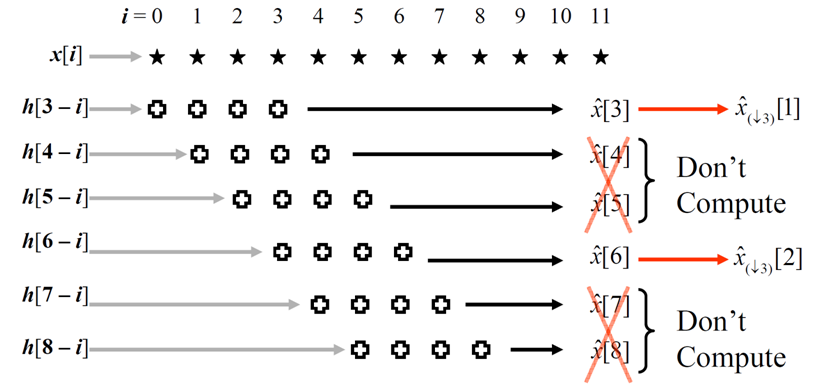 i = 0 1 2 3 4 5 6 7 8 9 10 11
x[i]
h[3 – i] x̂[3] x̂(↓3)[1]
h[4 – i] x̂[4]
Don't
h[5 – i] x̂[5] Compute
h[6 – i] x̂[6] x̂(↓3)[2]
h[7 – i] x̂[7]
Don't
h[8 – i] x̂[8] Compute